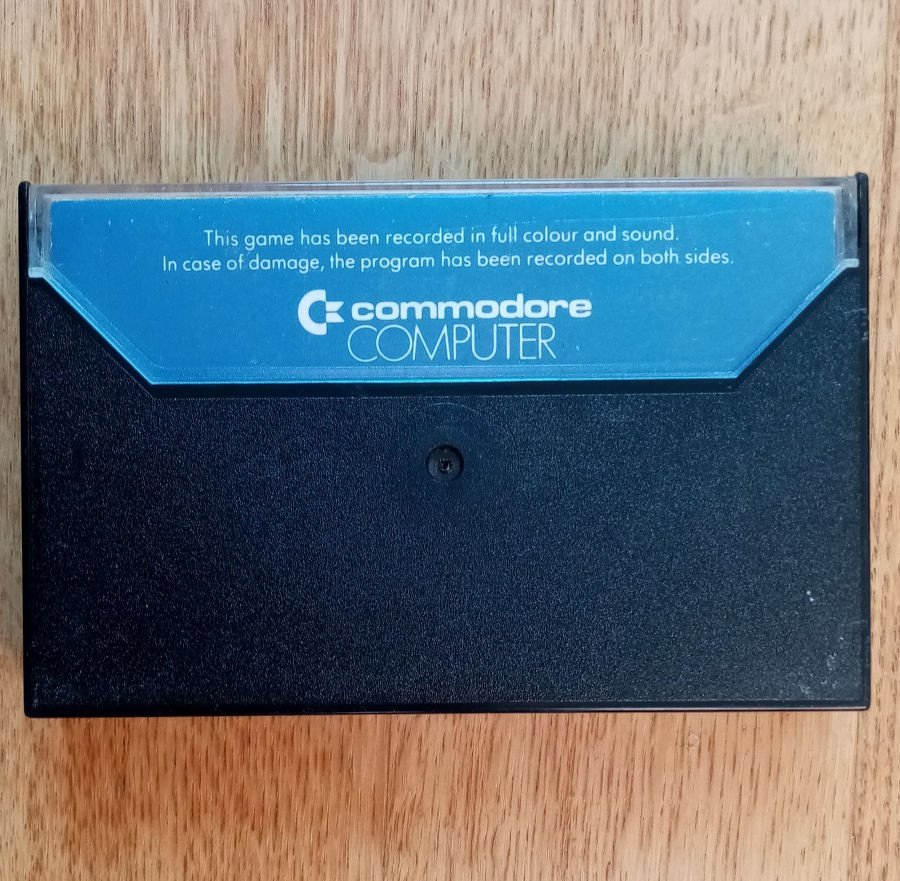 This game has been recorded in full colour and sound.
In case of damage, the program has been recorded on both sides.
commodore
COMPUTER